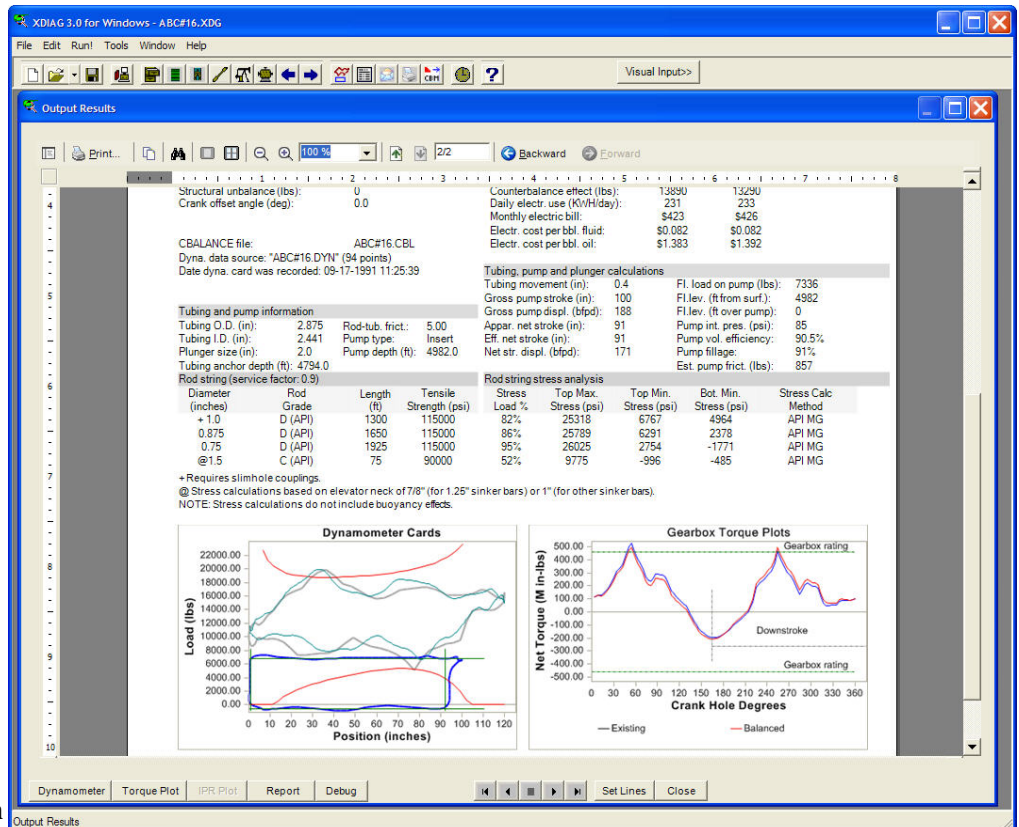 XDIAG 3.0 for Windows - ABC#16.XDG
File Edit Run! Tools Window Help
CBM ? Visual Input>>
Output Results
Print... 100 % 2/2 Backward Forward
1 2 3 4 5 6 7 8
Structural unbalance (lbs): 0
Crank offset angle (deg): 0.0
Counterbalance effect (lbs): 13890 13290
Daily electr. use (KWH/day): 231 233
Monthly electric bill: $423 $426
Electr. cost per bbl. fluid: $0.082 $0.082
Electr. cost per bbl. oil: $1.383 $1.392
CBALANCE file: ABC#16.CBL
Dyna. data source: "ABC#16.DYN" (94 points)
Date dyna. card was recorded: 09-17-1991 11:25:39
Tubing, pump and plunger calculations
Tubing movement (in): 0.4 Fl. load on pump (lbs): 7336
Gross pump stroke (in): 100 Fl.lev. (ft from surf.): 4982
Gross pump displ. (bfpd): 188 Fl.lev. (ft over pump): 0
Appar. net stroke (in): 91 Pump int. pres. (psi): 85
Eff. net stroke (in): 91 Pump vol. efficiency: 90.5%
Net str. displ. (bfpd): 171 Pump fillage: 91%
Est. pump frict. (lbs): 857
Tubing and pump information
Tubing O.D. (in): 2.875 Rod-tub. frict.: 5.00
Tubing I.D. (in): 2.441 Pump type: Insert
Plunger size (in): 2.0 Pump depth (ft): 4982.0
Tubing anchor depth (ft): 4794.0
Rod string (service factor: 0.9) Rod string stress analysis
Diameter Rod Length Tensile Stress Top Max. Top Min. Bot. Min. Stress Calc
(inches) Grade (ft) Strength (psi) Load % Stress (psi) Stress (psi) Stress (psi) Method
+ 1.0 D (API) 1300 115000 82% 25318 6767 4964 API MG
0.875 D (API) 1650 115000 86% 25789 6291 2378 API MG
0.75 D (API) 1925 115000 95% 26025 2754 -1771 API MG
@1.5 C (API) 75 90000 52% 9775 -996 -485 API MG
+ Requires slimhole couplings.
@ Stress calculations based on elevator neck of 7/8" (for 1.25" sinker bars) or 1" (for other sinker bars).
NOTE: Stress calculations do not include buoyancy effects.
4
5
6
7
8
9
10
Dynamometer Cards
Load (lbs)
22000.00
20000.00
18000.00
16000.00
14000.00
12000.00
10000.00
8000.00
6000.00
4000.00
2000.00
0.00
0 10 20 30 40 50 60 70 80 90 100 110 120
Position (inches)
Gearbox Torque Plots
Net Torque (M in-lbs)
500.00
400.00
300.00
200.00
100.00
0.00
-100.00
-200.00
-300.00
-400.00
-500.00
Gearbox rating
Downstroke
Gearbox rating
0 30 60 90 120 150 180 210 240 270 300 330 360
Crank Hole Degrees
Existing Balanced
Dynamometer Torque Plot IPR Plot Report Debug Set Lines Close
Output Results